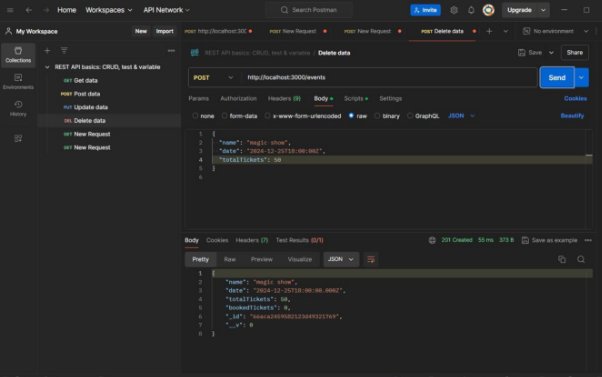 Home Workspaces API Network Search Postman Invite Upgrade
My Workspace New Import POST http://localhost:300 POST New Request POST New Request POST Delete data No environment
Collections
Environments
History
REST API basics: CRUD, test & variable
GET Get data
POST Post data
PUT Update data
DEL Delete data
GET New Request
GET New Request
REST API basics: CRUD, test & variable / Delete data Save Share
POST http://localhost:3000/events Send
Params Authorization Headers (9) Body Scripts Settings Cookies
none form-data x-www-form-urlencoded raw binary GraphQL JSON Beautify
1 {
2 "name": "magic show",
3 "date": "2024-12-25T18:00:00Z",
4 "totalTickets": 50
5 }
6
Body Cookies Headers (7) Test Results (0/1) 201 Created 55 ms 373 B Save as example
Pretty Raw Preview Visualize JSON
1 {
2 "name": "magic show",
3 "date": "2024-12-25T18:00:00.000Z",
4 "totalTickets": 50,
5 "bookedTickets": 0,
6 "_id":
7 "__v": 0
8 }